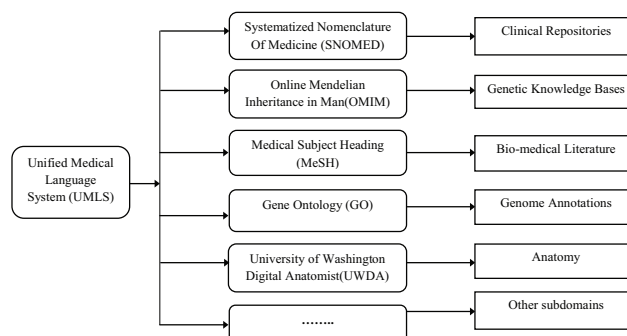 Systematized Nomenclature
Of Medicine (SNOMED)
Clinical Repositories
Online Mendelian
Inheritance in Man(OMIM)
Genetic Knowledge Bases
Medical Subject Heading
(MeSH)
Bio-medical Literature
Unified Medical
Language
System (UMLS)
Gene Ontology (GO)
Genome Annotations
University of Washington
Digital Anatomist(UWDA)
Anatomy
……..
Other subdomains